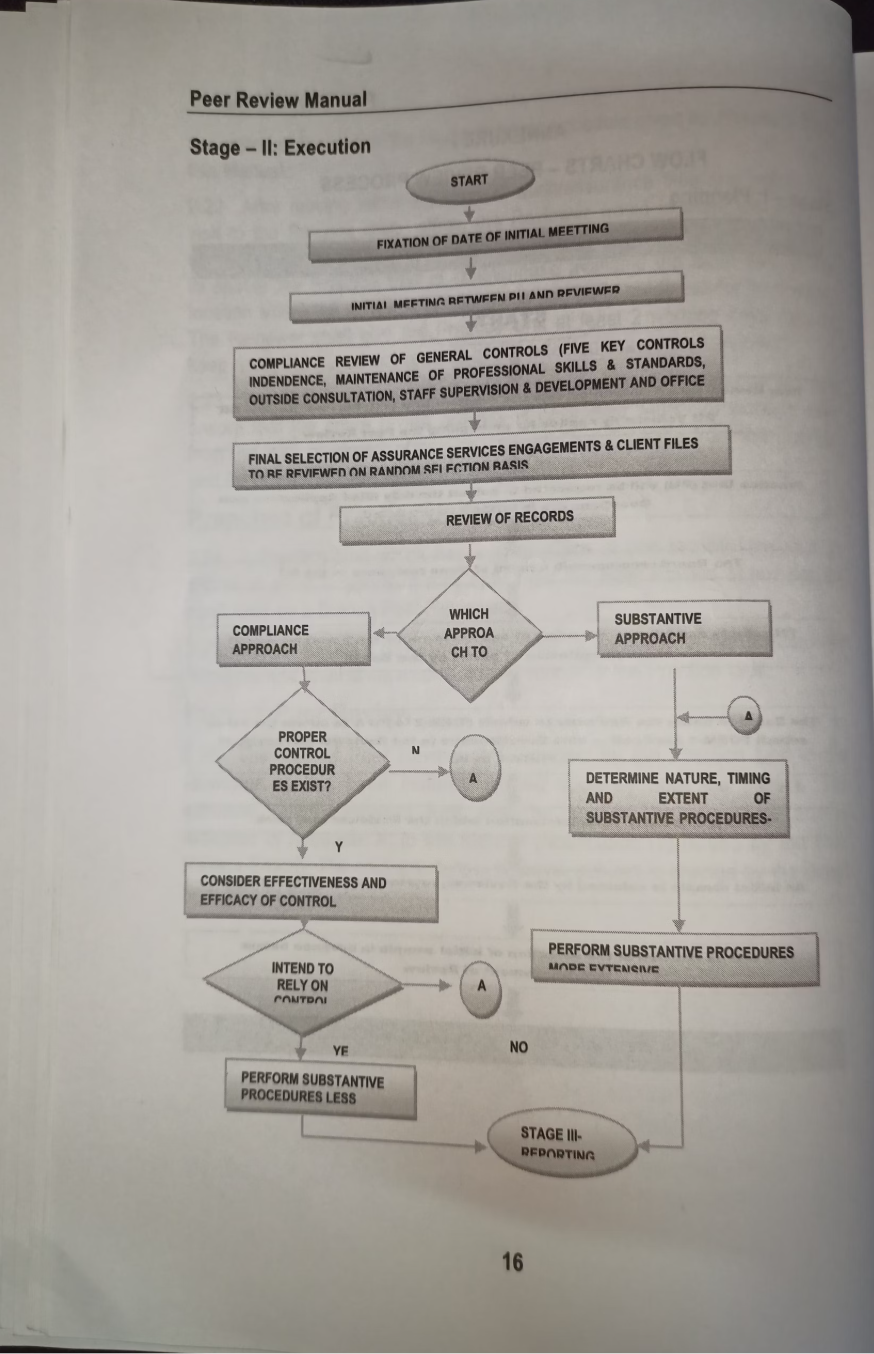 Peer Review Manual
Stage – II: Execution
START
FIXATION OF DATE OF INITIAL MEETTING
INITIAL MEETING BETWEEN PU AND REVIEWER
COMPLIANCE REVIEW OF GENERAL CONTROLS (FIVE KEY CONTROLS
INDENDENCE, MAINTENANCE OF PROFESSIONAL SKILLS & STANDARDS,
OUTSIDE CONSULTATION, STAFF SUPERVISION & DEVELOPMENT AND OFFICE
FINAL SELECTION OF ASSURANCE SERVICES ENGAGEMENTS & CLIENT FILES
TO BE REVIEWED ON RANDOM SELECTION BASIS
REVIEW OF RECORDS
WHICH
APPROA
CH TO
COMPLIANCE
APPROACH
SUBSTANTIVE
APPROACH
A
PROPER
CONTROL
PROCEDUR
ES EXIST?
N
A
DETERMINE NATURE, TIMING
AND EXTENT OF
SUBSTANTIVE PROCEDURES-
Y
CONSIDER EFFECTIVENESS AND
EFFICACY OF CONTROL
PERFORM SUBSTANTIVE PROCEDURES
MORE EXTENSIVE
INTEND TO
RELY ON
CONTROL
A
YE
NO
PERFORM SUBSTANTIVE
PROCEDURES LESS
STAGE III-
REPORTING
16